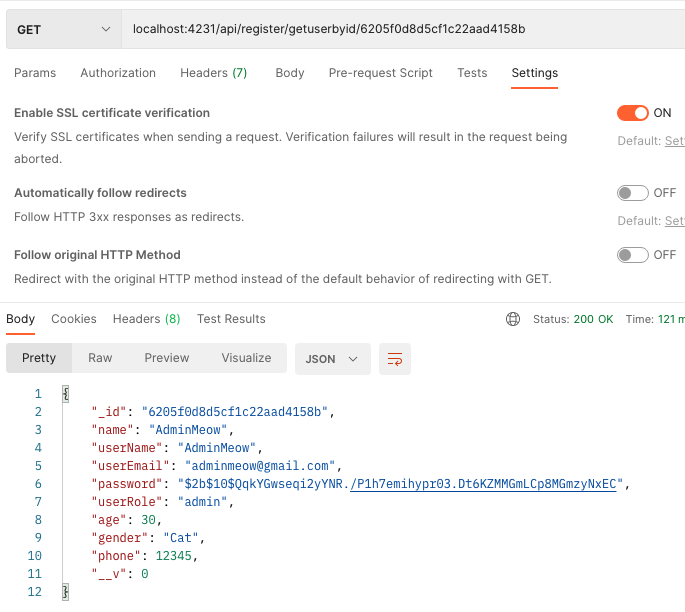 GET localhost:4231/api/register/getuserbyid/6205f0d8d5cf1c22aad4158b
Params Authorization Headers (7) Body Pre-request Script Tests Settings
Enable SSL certificate verification ON
Verify SSL certificates when sending a request. Verification failures will result in the request being Default: Set
aborted.
Automatically follow redirects OFF
Follow HTTP 3xx responses as redirects. Default: Set
Follow original HTTP Method OFF
Redirect with the original HTTP method instead of the default behavior of redirecting with GET.
Body Cookies Headers (8) Test Results Status: 200 OK Time: 121 m
Pretty Raw Preview Visualize JSON
1 {
2 "_id": "6205f0d8d5cf1c22aad4158b",
3 "name": "AdminMeow",
4 "userName": "AdminMeow",
5 "userEmail": "adminmeow@gmail.com",
6 "password": "$2b$10$QqkYGwseqi2yYNR./P1h7emihypr03.Dt6KZMMGmLCp8MGmzyNxEC",
7 "userRole": "admin",
8 "age": 30,
9 "gender": "Cat",
10 "phone": 12345,
11 "__v": 0
12 }